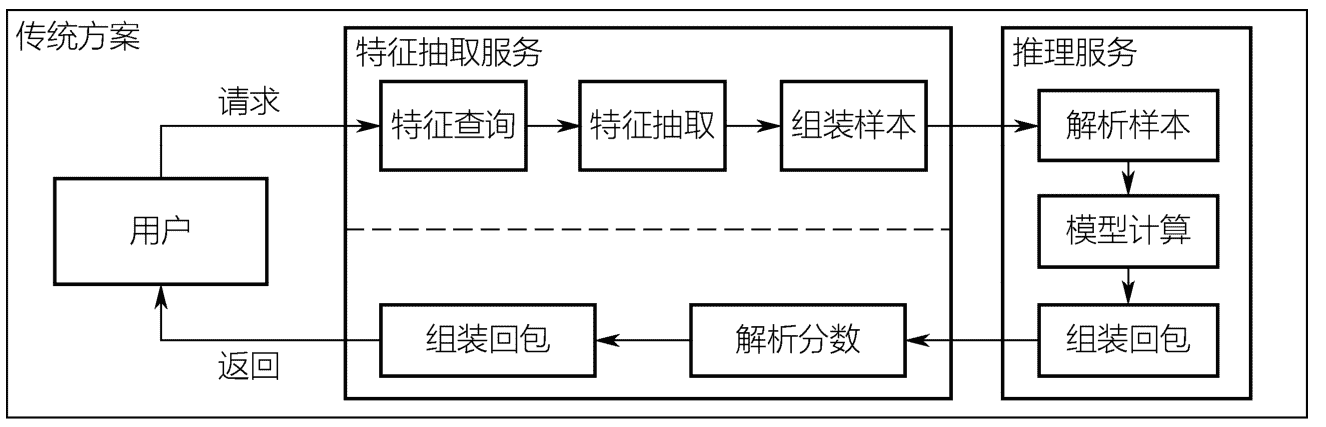 传统方案
特征抽取服务
推理服务
请求
特征查询
特征抽取
组装样本
解析样本
用户
模型计算
组装回包
解析分数
组装回包
返回